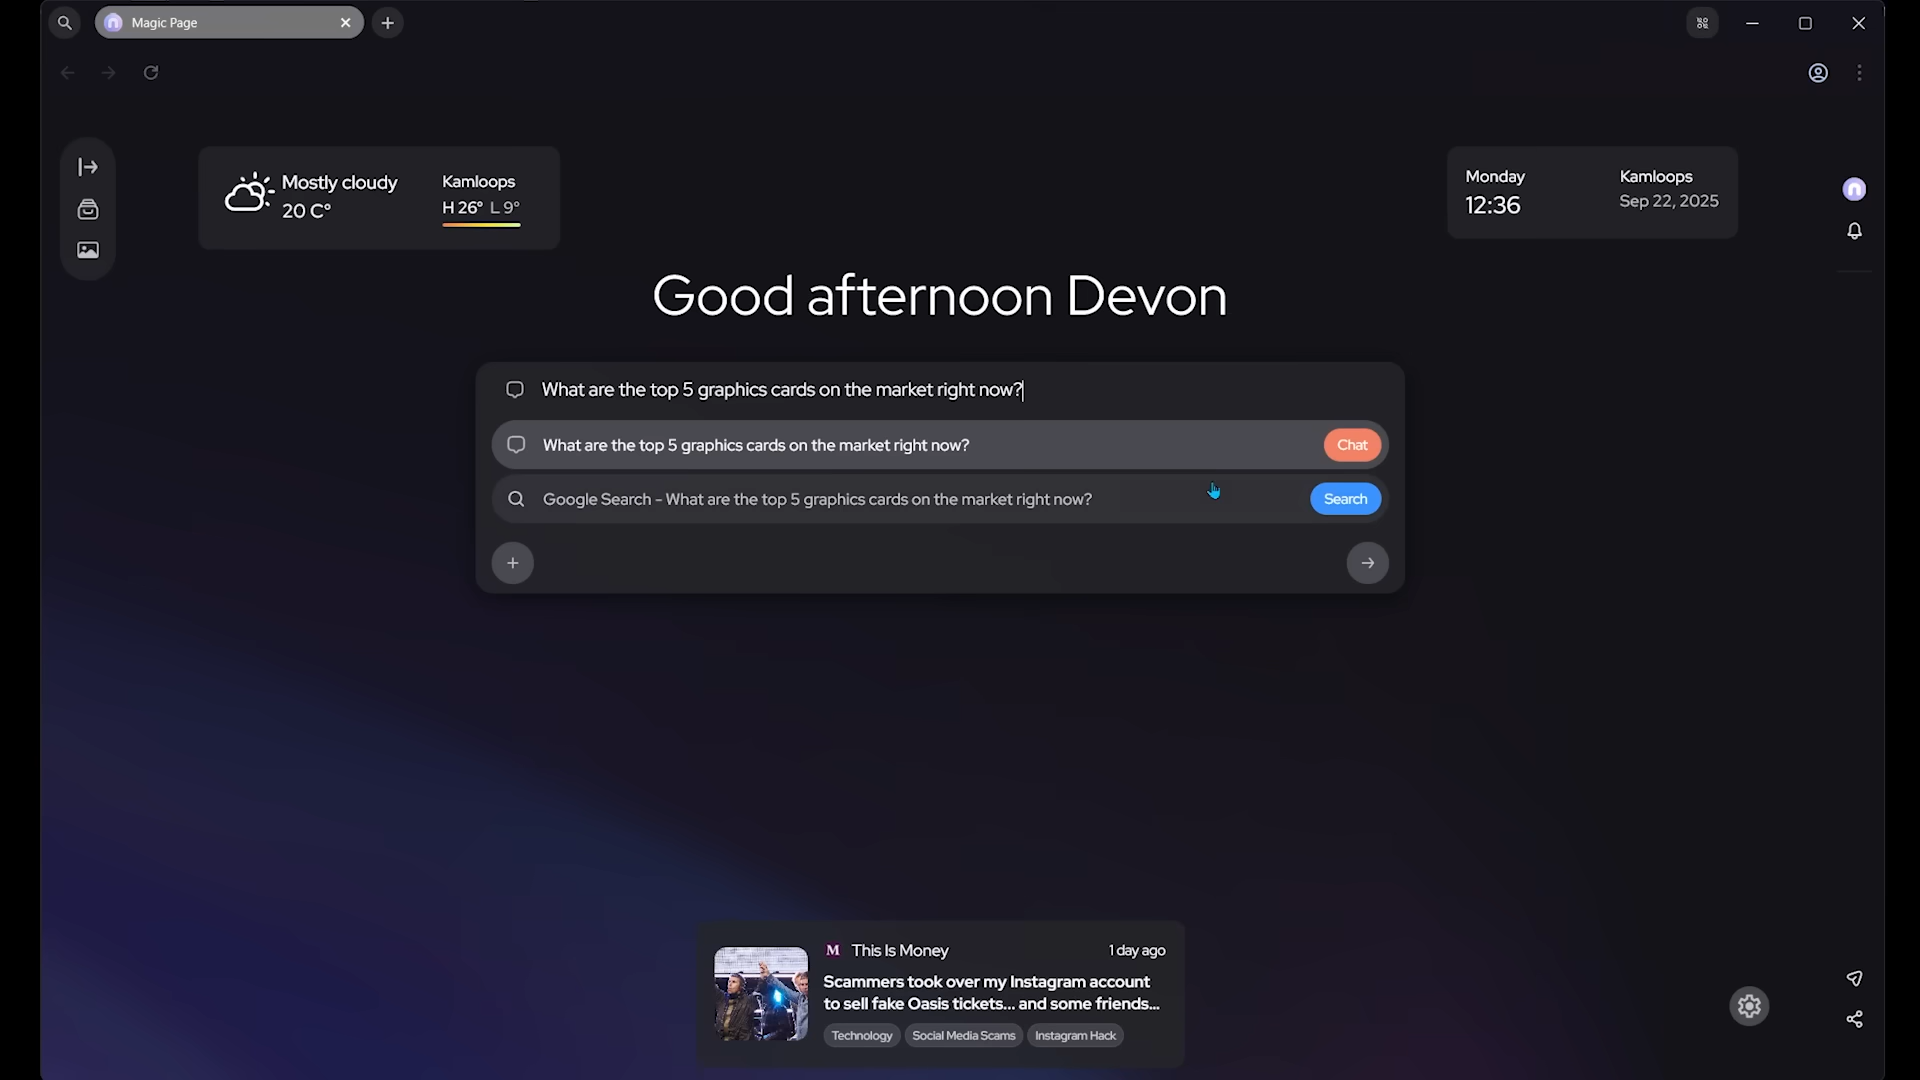 Magic Page
Mostly cloudy
20 C°
Kamloops
H 26° L 9°
Monday
12:36
Kamloops
Sep 22, 2025
Good afternoon Devon
What are the top 5 graphics cards on the market right now?
What are the top 5 graphics cards on the market right now?
Chat
Google Search - What are the top 5 graphics cards on the market right now?
Search
M This Is Money
1 day ago
Scammers took over my Instagram account
to sell fake Oasis tickets... and some friends...
Technology
Social Media Scams
Instagram Hack